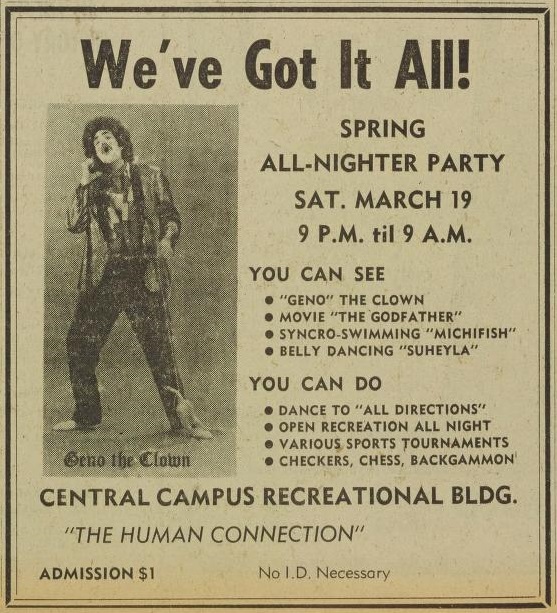 We've Got It All!
SPRING
ALL-NIGHTER PARTY
SAT. MARCH 19
9 P.M. til 9 A.M.
YOU CAN SEE
● "GENO" THE CLOWN
● MOVIE "THE GODFATHER"
● SYNCRO-SWIMMING "MICHIFISH"
● BELLY DANCING "SUHEYLA"
YOU CAN DO
● DANCE TO "ALL DIRECTIONS"
● OPEN RECREATION ALL NIGHT
● VARIOUS SPORTS TOURNAMENTS
● CHECKERS, CHESS, BACKGAMMON
Geno the Clown
CENTRAL CAMPUS RECREATIONAL BLDG.
"THE HUMAN CONNECTION"
ADMISSION $1 No I.D. Necessary